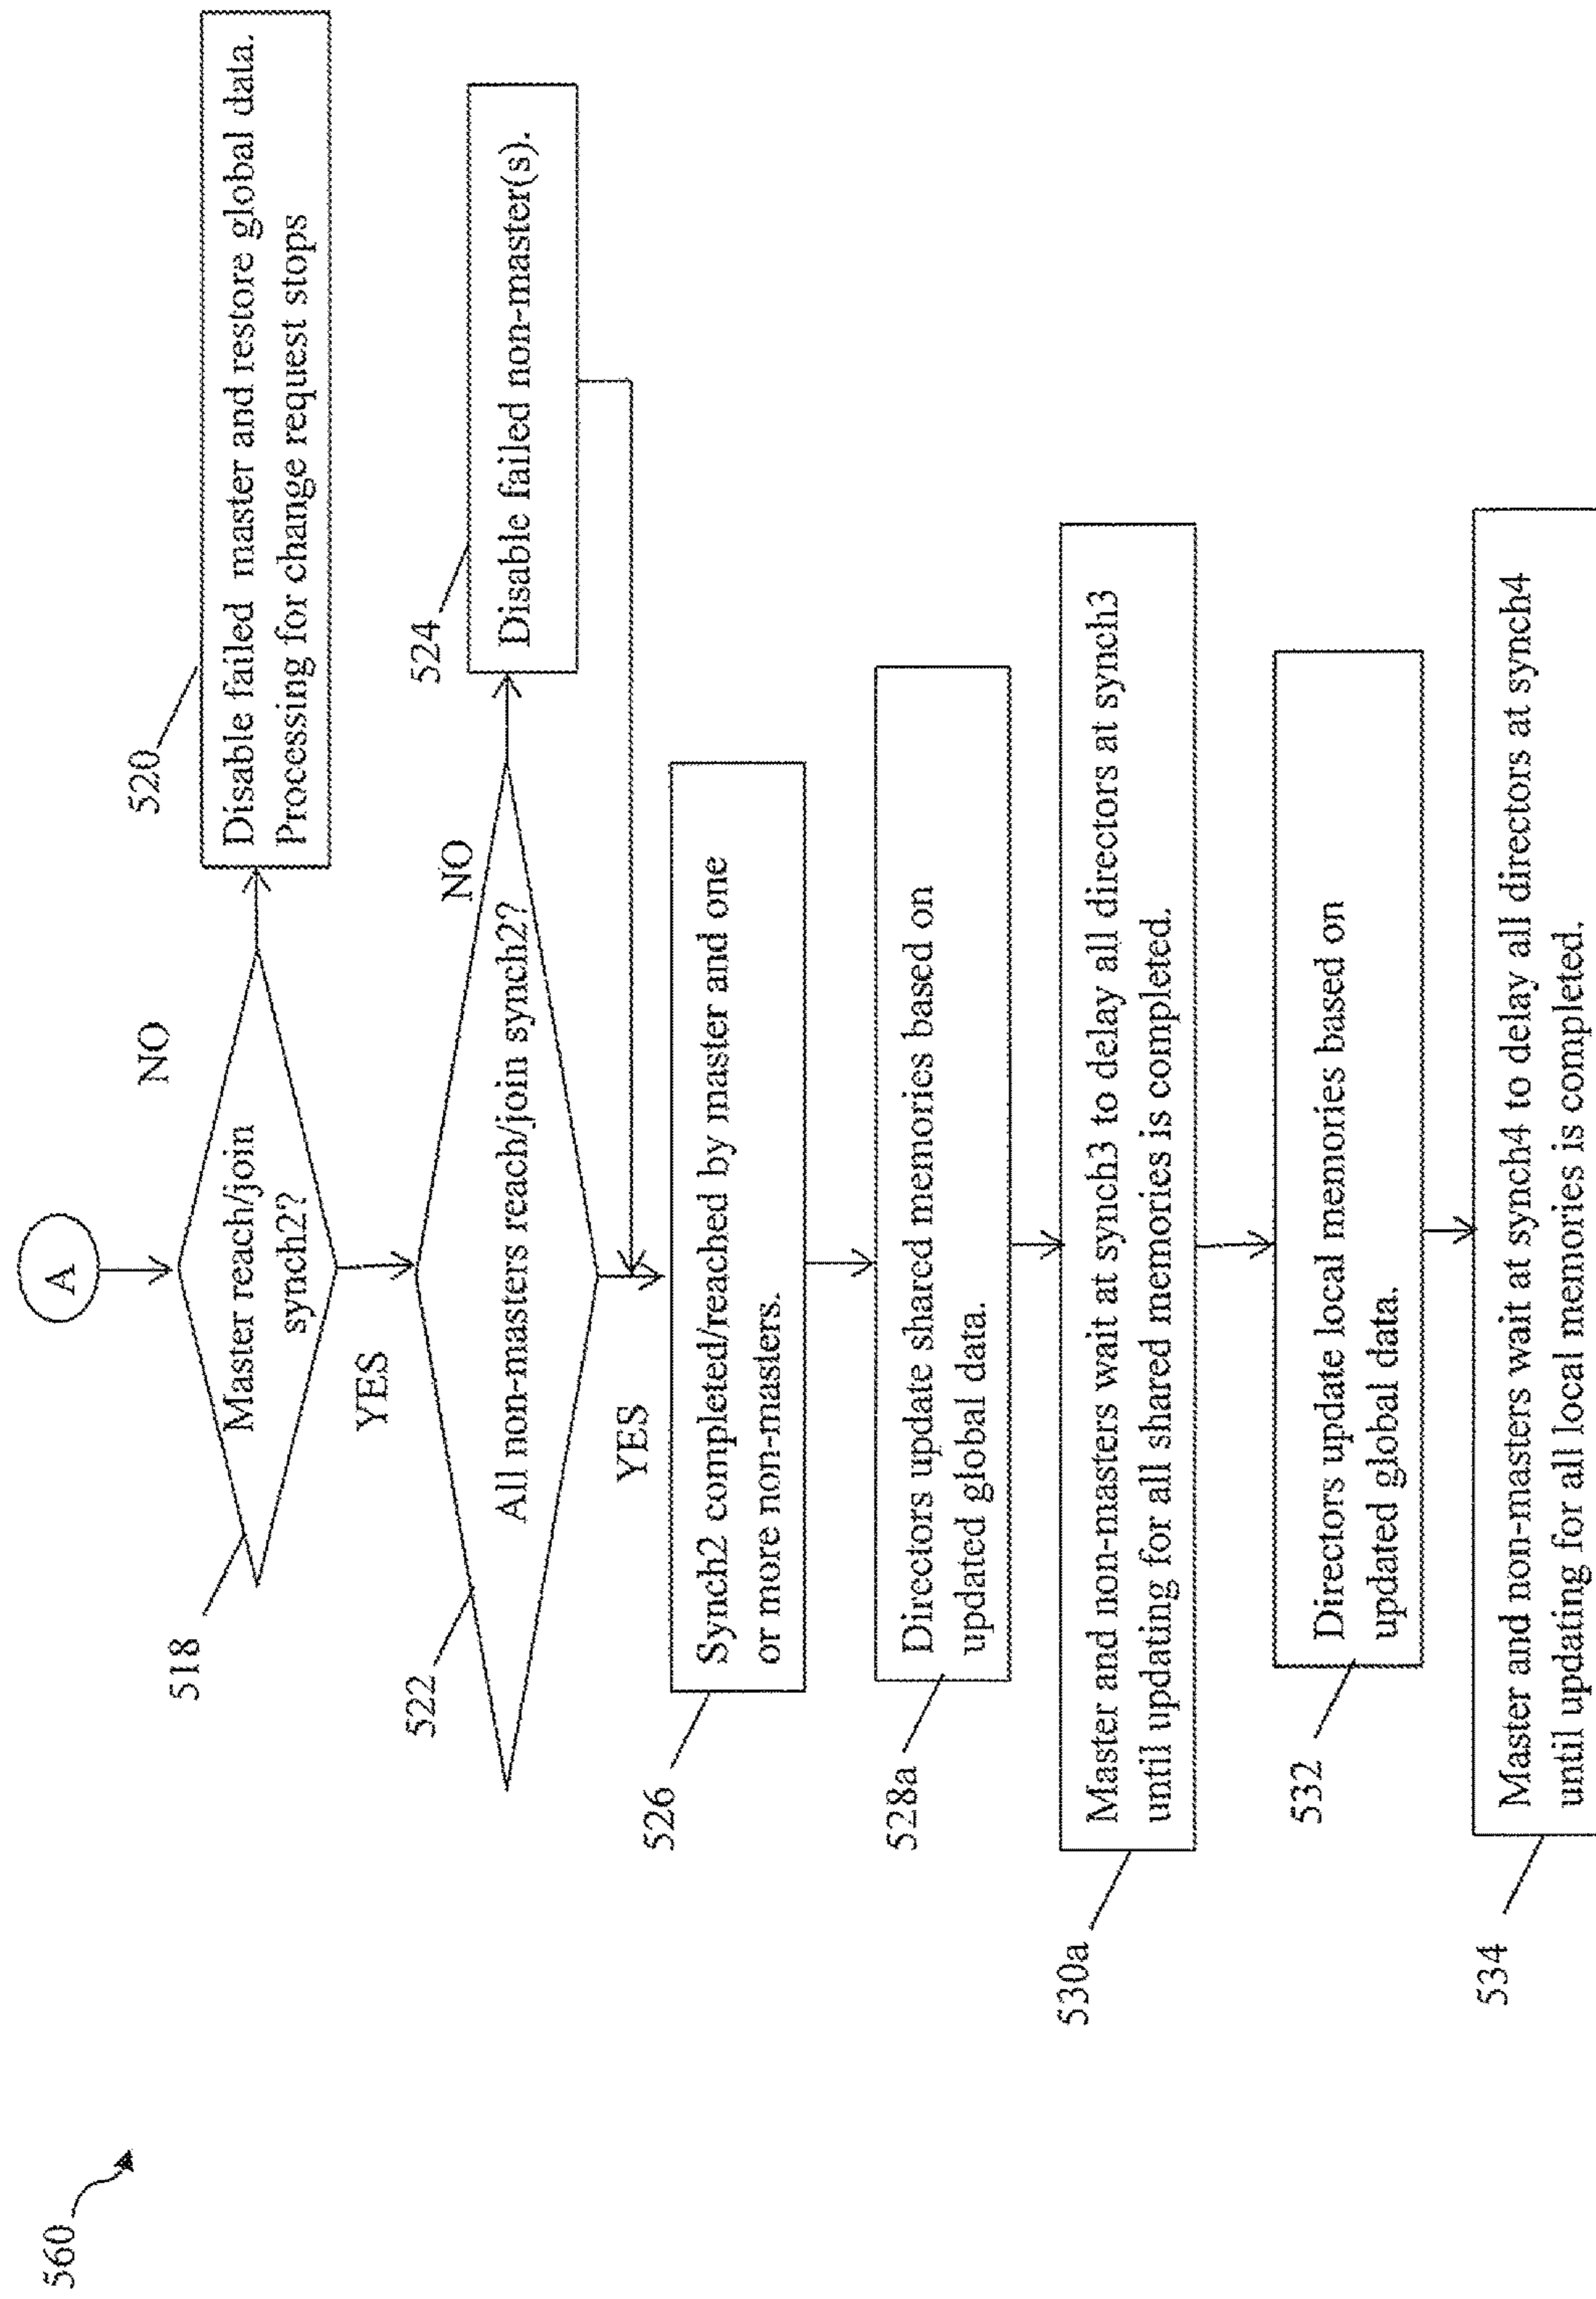 560
A
518
Master reach/join
synch2?
NO
YES
520
Disable failed master and restore global data.
Processing for change request stops
522
All non-masters reach/join synch2?
NO
YES
524
Disable failed non-master(s).
526
Synch2 completed/reached by master and one
or more non-masters.
528a
Directors update shared memories based on
updated global data.
530a
Master and non-masters wait at synch3 to delay all directors at synch3
until updating for all shared memories is completed.
532
Directors update local memories based on
updated global data.
534
Master and non-masters wait at synch4 to delay all directors at synch4
until updating for all local memories is completed.